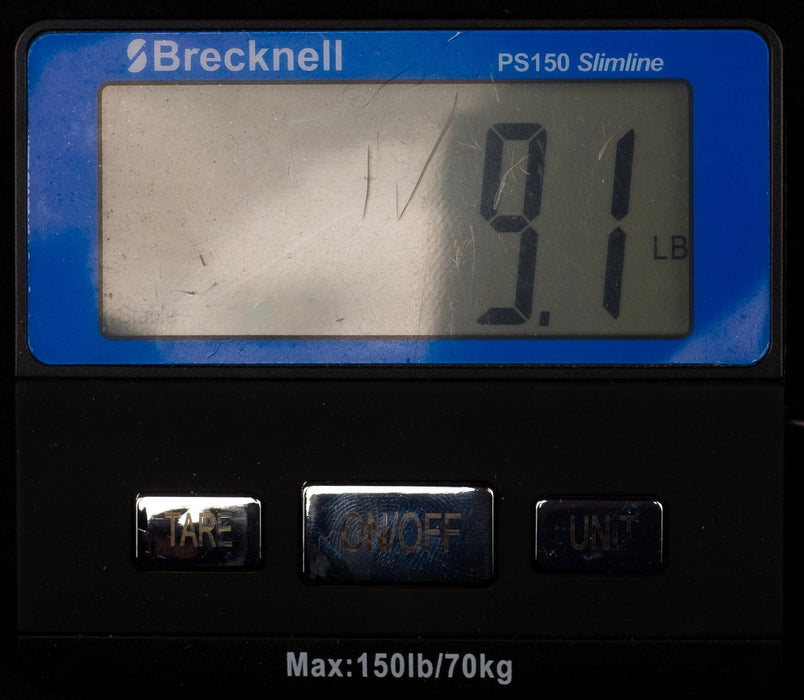 Brecknell PS150 Slimline
9.1 LB
TARE ON/OFF UNIT
Max:150lb/70kg